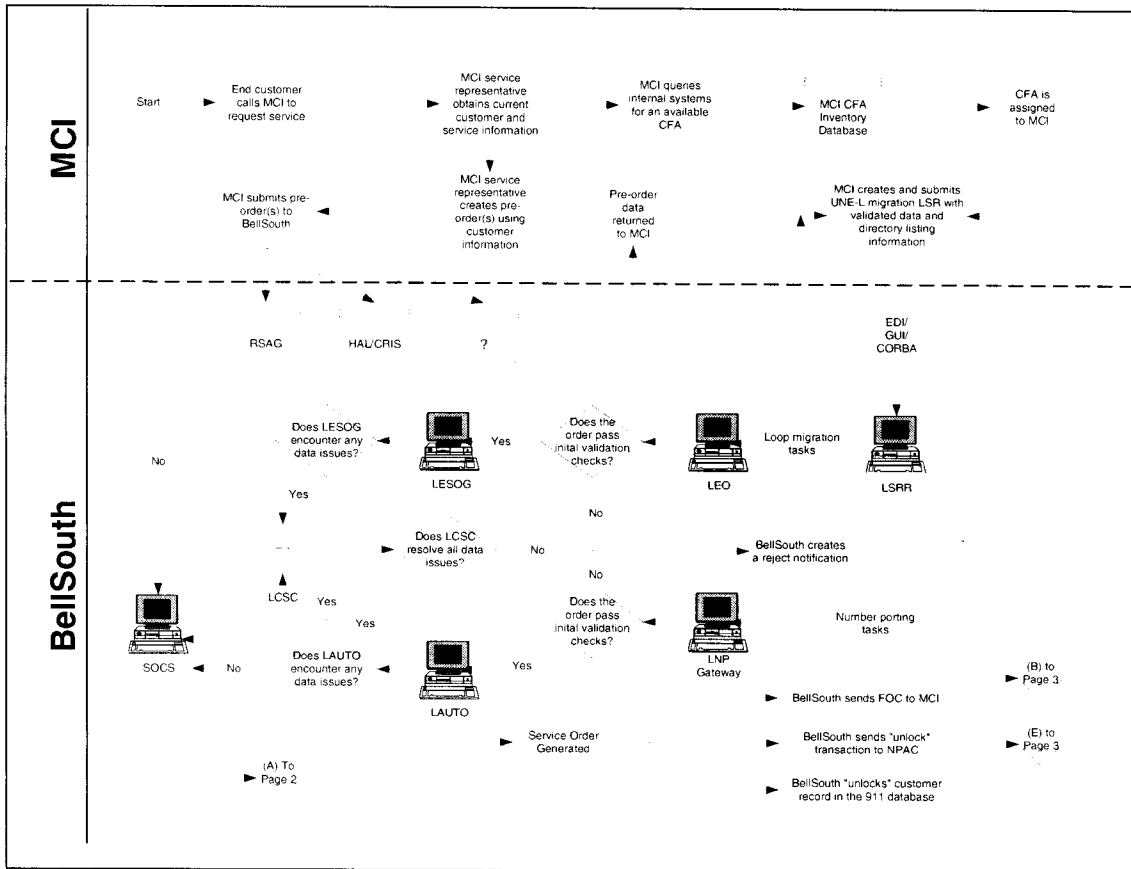 MCI
Start
End customer
calls MCI to
request service
MCI service
representative
obtains current
customer and
service information
MCI queries
internal systems
for an available
CFA
MCI CFA
Inventory
Database
CFA is
assigned
to MCI
MCI submits pre-
order(s) to
BellSouth
MCI service
representative
creates pre-
order(s) using
customer
information
Pre-order
data
returned
to MCI
MCI creates and submits
UNE-L migration LSR with
validated data and
directory listing
information
BellSouth
RSAG
HAL/CRIS
?
EDI/
GUI/
CORBA
No
Does LESOG
encounter any
data issues?
LESOG
Yes
Does the
order pass
inital validation
checks?
LEO
Loop migration
tasks
LSRR
Yes
No
Does LCSC
resolve all data
issues?
No
BellSouth creates
a reject notification
No
LCSC
Yes
Yes
Does the
order pass
inital validation
checks?
LNP
Gateway
Number porting
tasks
SOCS
No
Does LAUTO
encounter any
data issues?
LAUTO
Yes
BellSouth sends FOC to MCI
(B) to
Page 3
Service Order
Generated
BellSouth sends "unlock"
transaction to NPAC
(E) to
Page 3
(A) To
Page 2
BellSouth "unlocks" customer
record in the 911 database